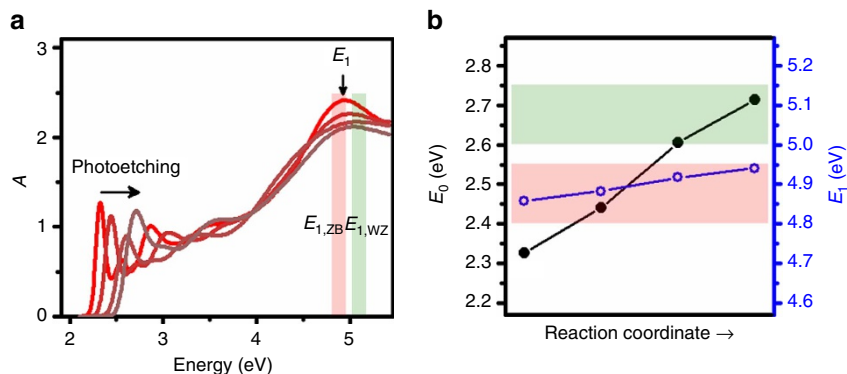 a
3
2
1
0
A
Photoetching
E1
E1,ZB E1,WZ
2
3
4
5
Energy (eV)
b
2.8
2.7
2.6
2.5
2.4
2.3
2.2
E0 (eV)
5.2
5.1
5.0
4.9
4.8
4.7
4.6
E1 (eV)
Reaction coordinate →